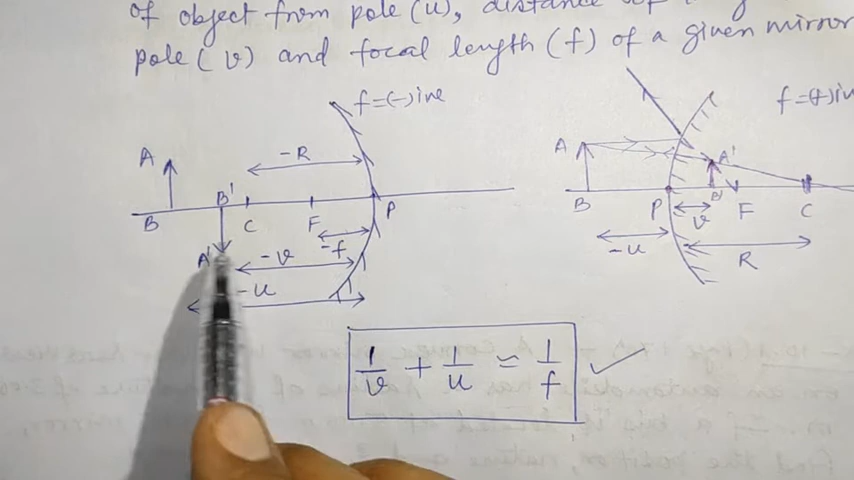 of object from pole (u), distance of
pole (v) and focal length (f) of a given mirror
f = (-) ive
f = (+) ive
A
- R
B
B'
C
F
P
A'
- f
- v
- u
A
A'
B
P
B'
F
C
v
- u
R
1/v + 1/u = 1/f